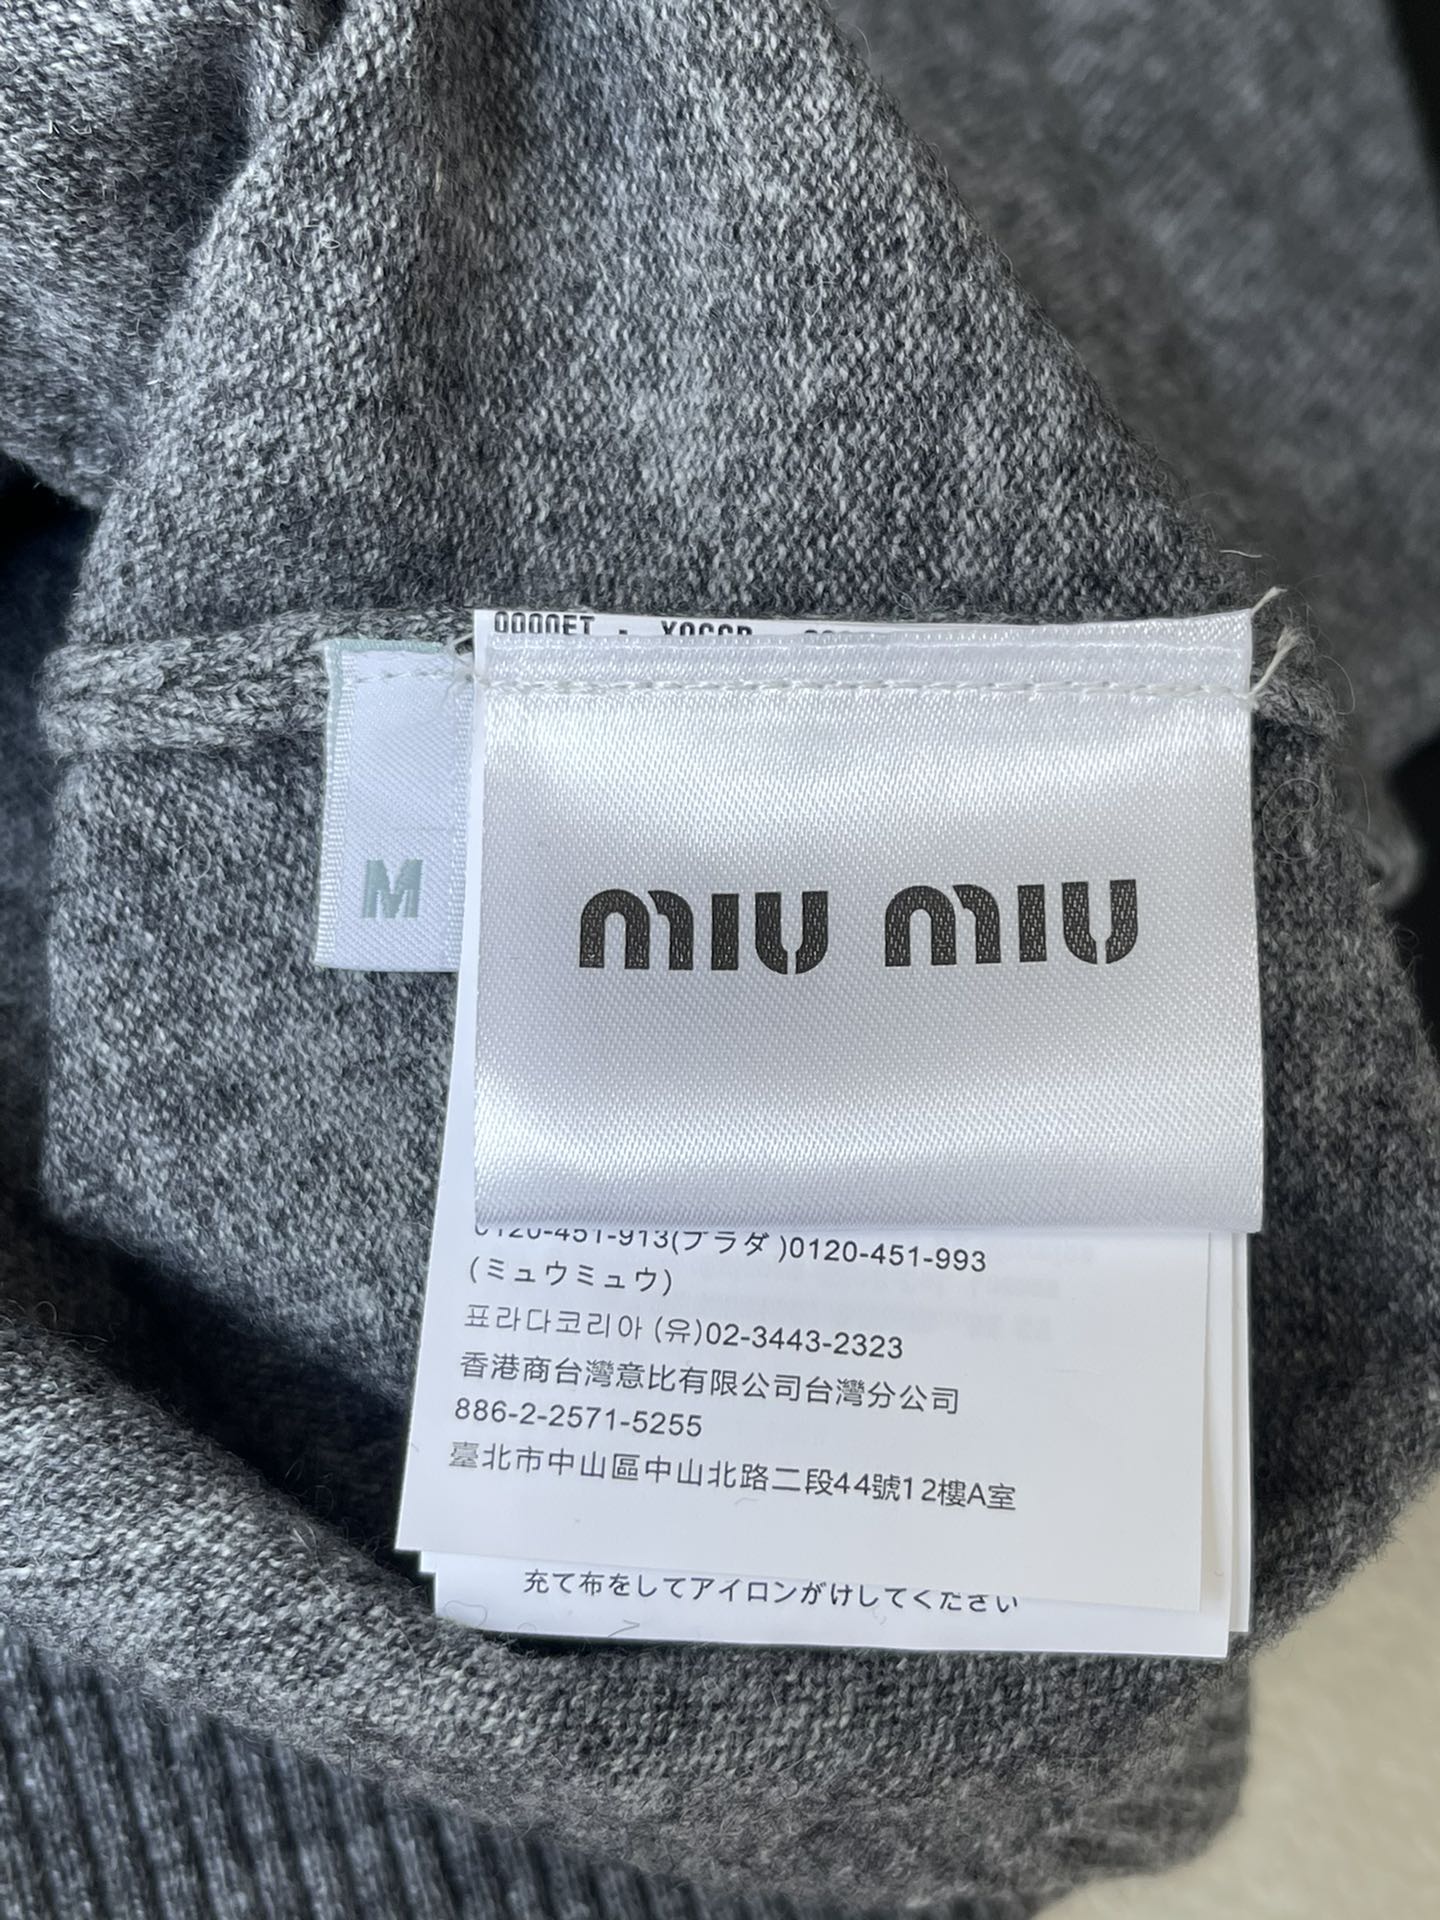 M
miu miu
0120-451-913(プラダ)0120-451-993
(ミュウミュウ)
표라다코리아 (유)02-3443-2323
香港商台灣意比有限公司台灣分公司
886-2-2571-5255
臺北市中山區中山北路二段44號12樓A室
充て布をしてアイロンがけしてください